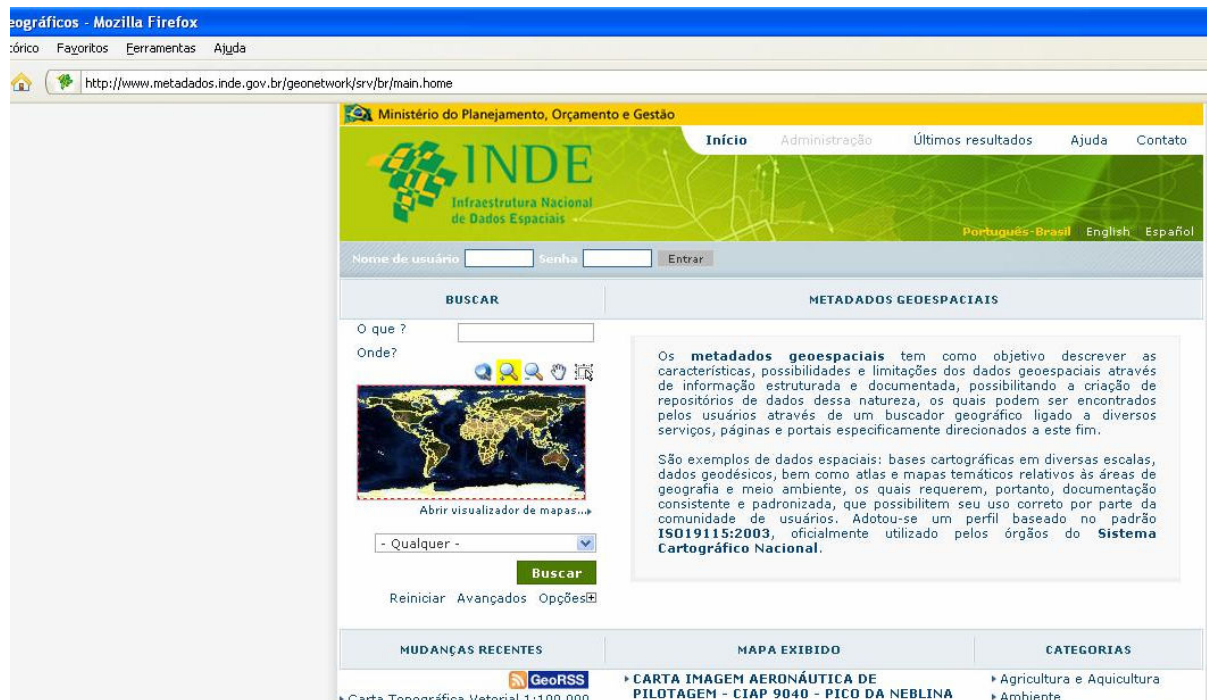 eográficos - Mozilla Firefox
tórico Favoritos Ferramentas Ajuda
http://www.metadados.inde.gov.br/geonetwork/srv/br/main.home
Ministério do Planejamento, Orçamento e Gestão
Início Administração Últimos resultados Ajuda Contato
INDE
Infraestrutura Nacional
de Dados Espaciais
Português-Brasil English Español
Nome de usuário Senha Entrar
BUSCAR
O que ?
Onde?
Abrir visualizador de mapas...
- Qualquer -
Buscar
Reiniciar Avançados Opções
METADADOS GEOESPACIAIS
Os metadados geoespaciais tem como objetivo descrever as
características, possibilidades e limitações dos dados geoespaciais através
de informação estruturada e documentada, possibilitando a criação de
repositórios de dados dessa natureza, os quais podem ser encontrados
pelos usuários através de um buscador geográfico ligado a diversos
serviços, páginas e portais especificamente direcionados a este fim.
São exemplos de dados espaciais: bases cartográficas em diversas escalas,
dados geodésicos, bem como atlas e mapas temáticos relativos às áreas de
geografia e meio ambiente, os quais requerem, portanto, documentação
consistente e padronizada, que possibilitem seu uso correto por parte da
comunidade de usuários. Adotou-se um perfil baseado no padrão
ISO19115:2003, oficialmente utilizado pelos órgãos do Sistema
Cartográfico Nacional.
MUDANÇAS RECENTES
GeoRSS
Carta Topográfica Vetorial 1:100.000
MAPA EXIBIDO
CARTA IMAGEM AERONÁUTICA DE
PILOTAGEM - CIAP 9040 - PICO DA NEBLINA
CATEGORIAS
Agricultura e Aquicultura
Ambiente